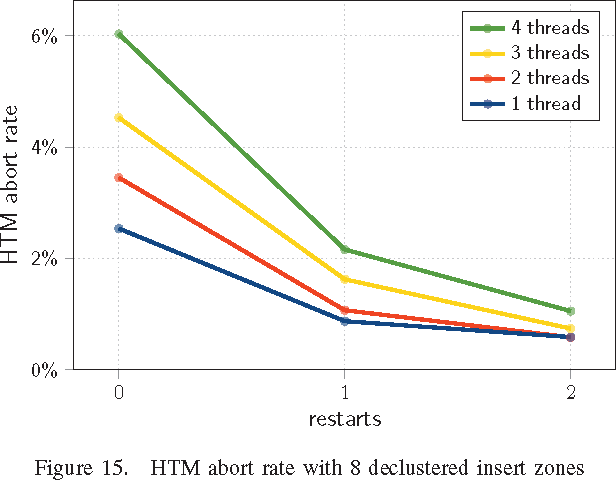 6%
4%
2%
0%
HTM abort rate
4 threads
3 threads
2 threads
1 thread
0
1
2
restarts
Figure 15. HTM abort rate with 8 declustered insert zones